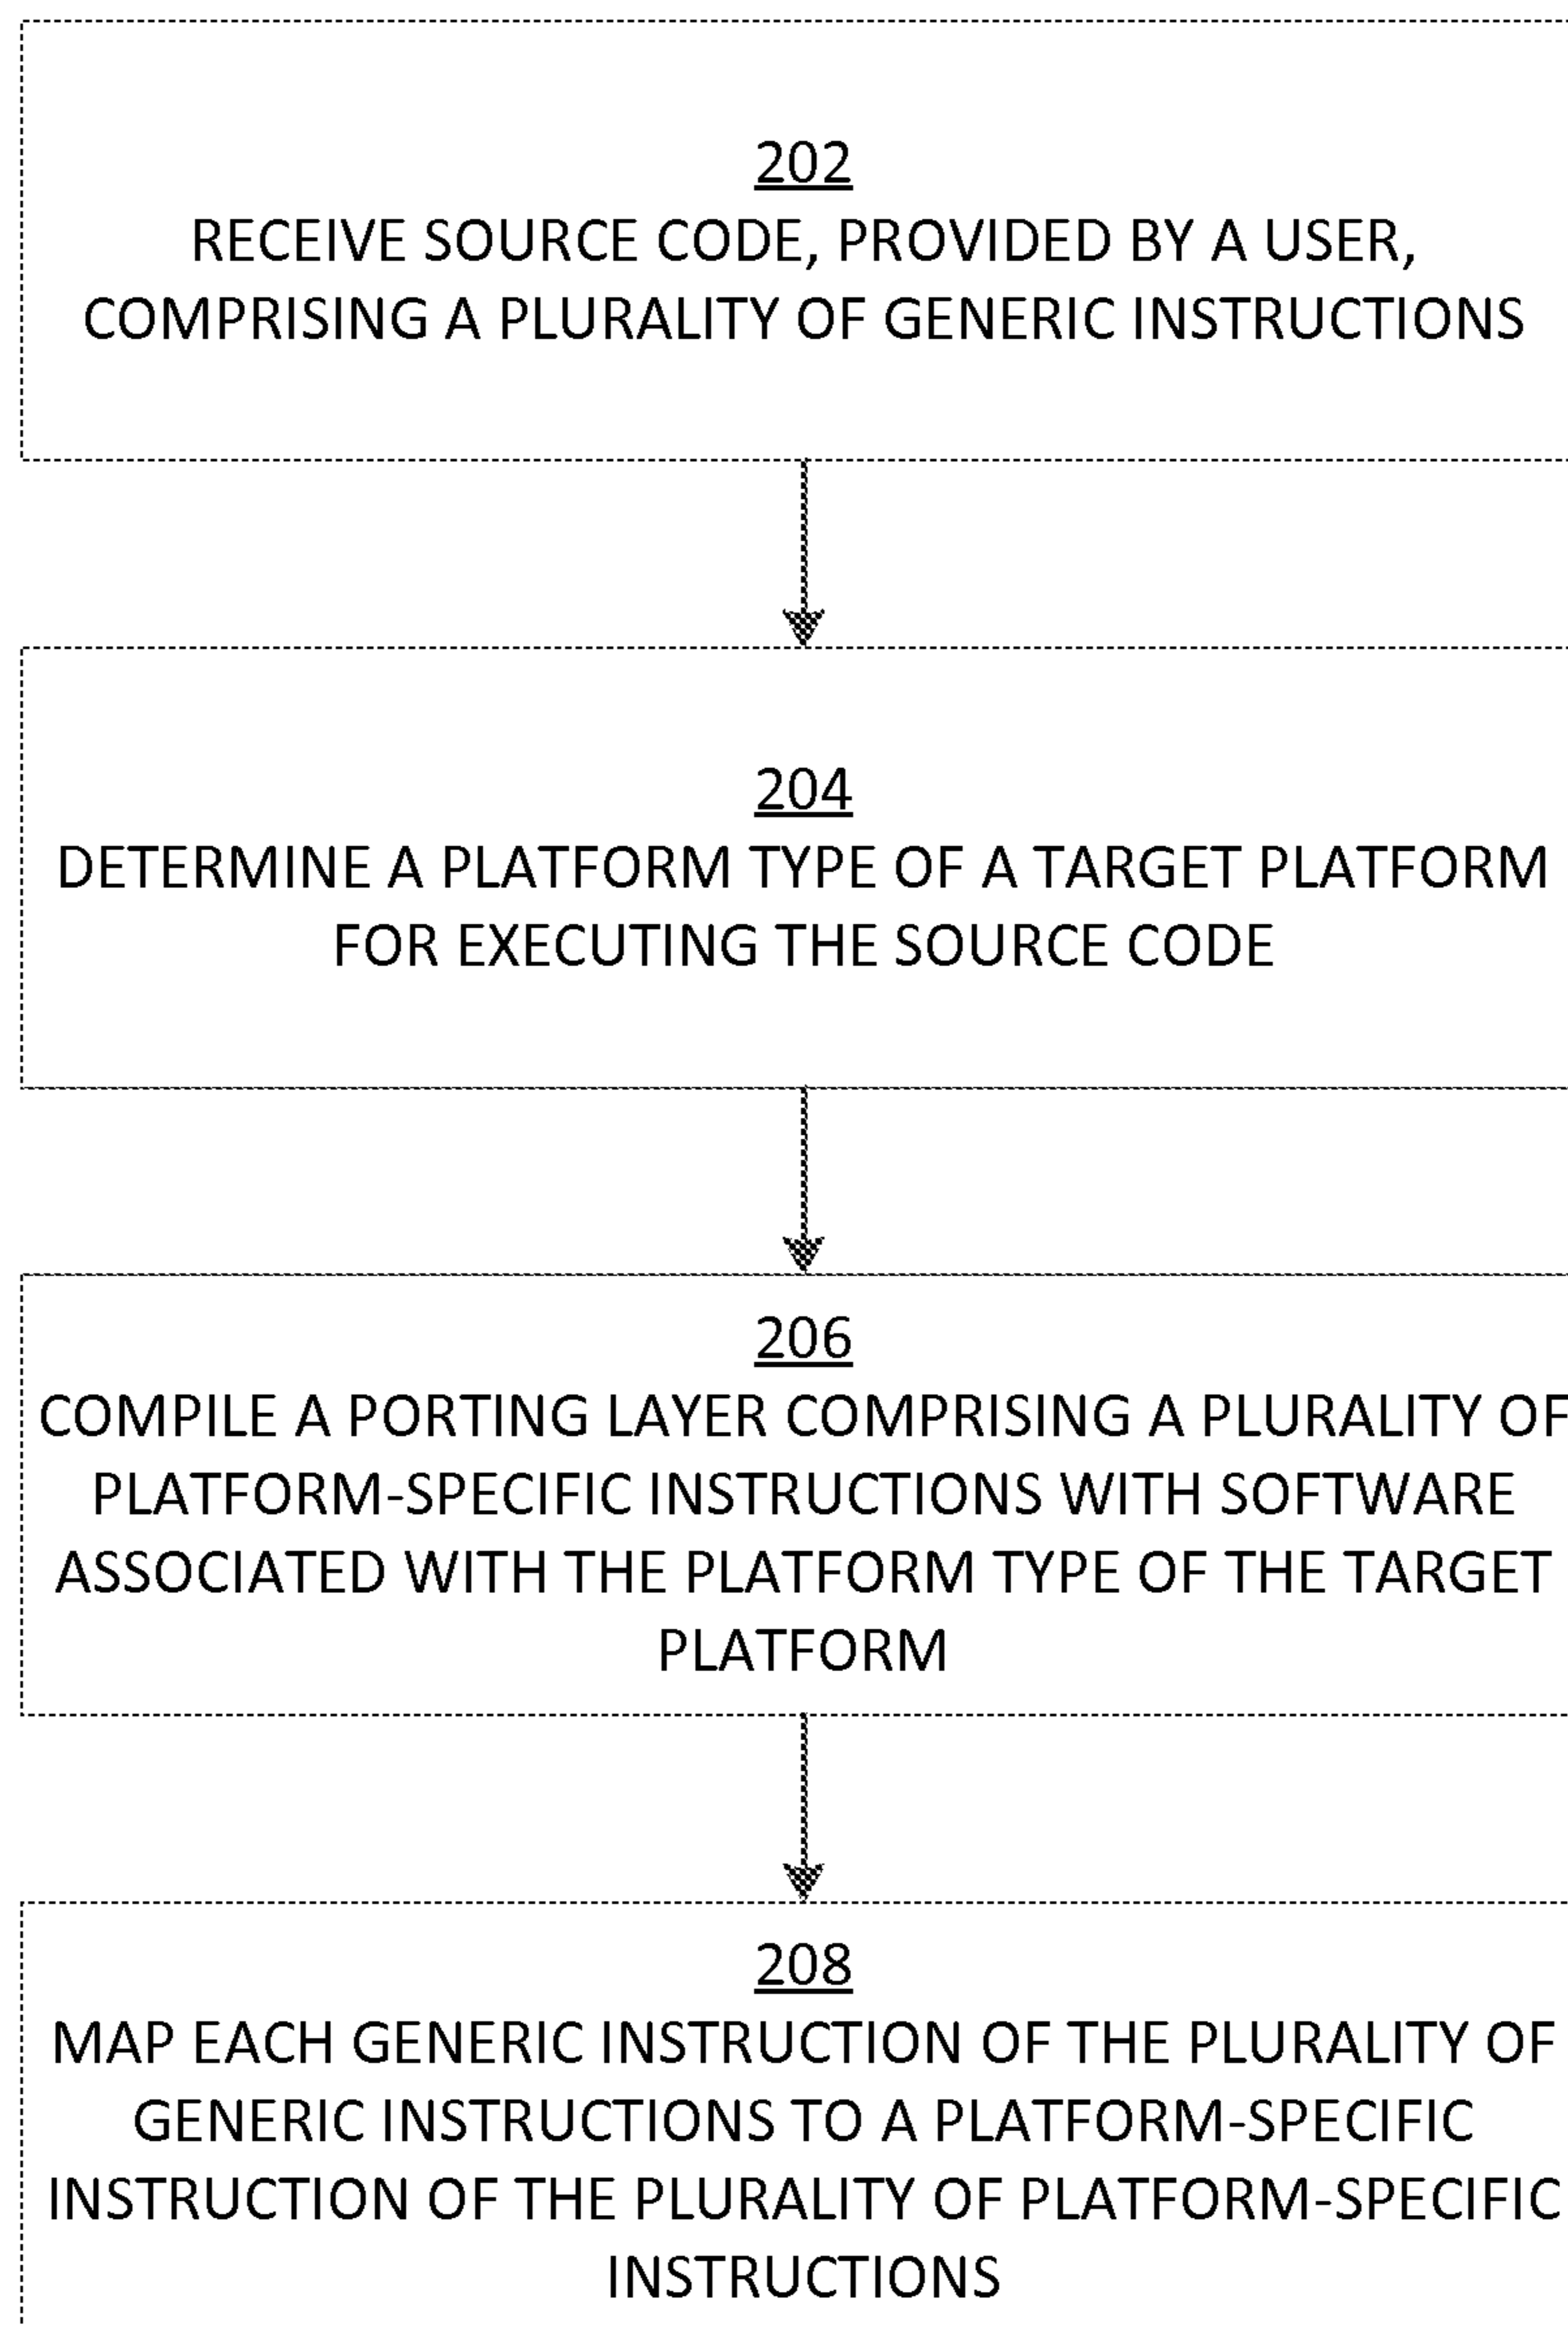 202
RECEIVE SOURCE CODE, PROVIDED BY A USER,
COMPRISING A PLURALITY OF GENERIC INSTRUCTIONS
204
DETERMINE A PLATFORM TYPE OF A TARGET PLATFORM
FOR EXECUTING THE SOURCE CODE
206
COMPILE A PORTING LAYER COMPRISING A PLURALITY OF
PLATFORM-SPECIFIC INSTRUCTIONS WITH SOFTWARE
ASSOCIATED WITH THE PLATFORM TYPE OF THE TARGET
PLATFORM
208
MAP EACH GENERIC INSTRUCTION OF THE PLURALITY OF
GENERIC INSTRUCTIONS TO A PLATFORM-SPECIFIC
INSTRUCTION OF THE PLURALITY OF PLATFORM-SPECIFIC
INSTRUCTIONS